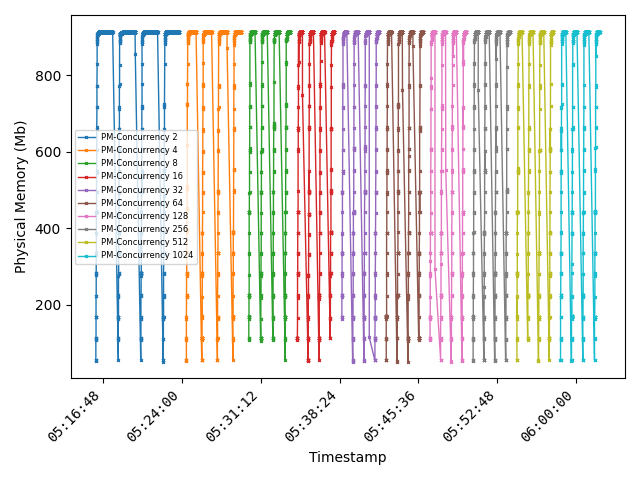 Physical Memory (Mb)
800
600
400
200
PM-Concurrency 2
PM-Concurrency 4
PM-Concurrency 8
PM-Concurrency 16
PM-Concurrency 32
PM-Concurrency 64
PM-Concurrency 128
PM-Concurrency 256
PM-Concurrency 512
PM-Concurrency 1024
05:16:48
05:24:00
05:31:12
05:38:24
05:45:36
05:52:48
06:00:00
Timestamp